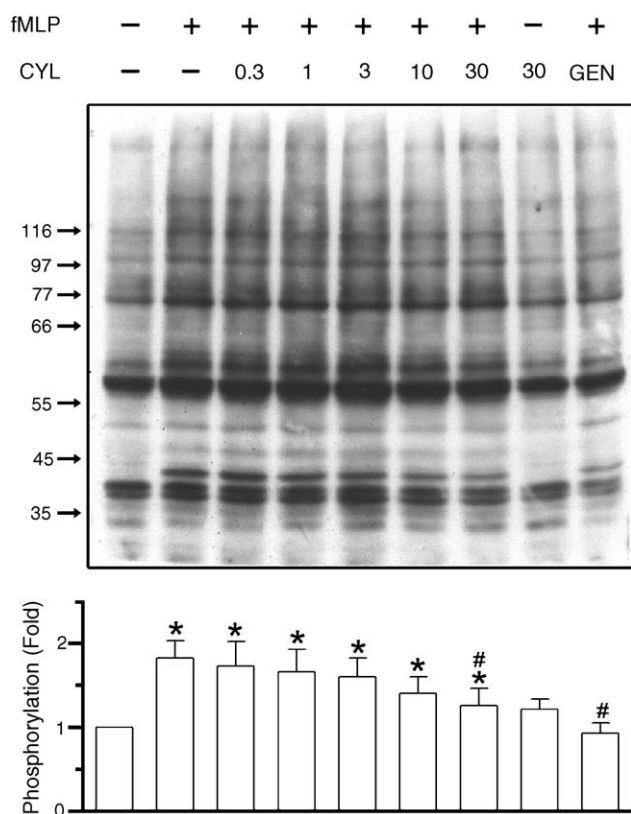 fMLP − + + + + + + − +
CYL − − 0.3 1 3 10 30 30 GEN
116
97
77
66
55
45
35
Phosphorylation (Fold)
2
* * * * * # * #
1
0